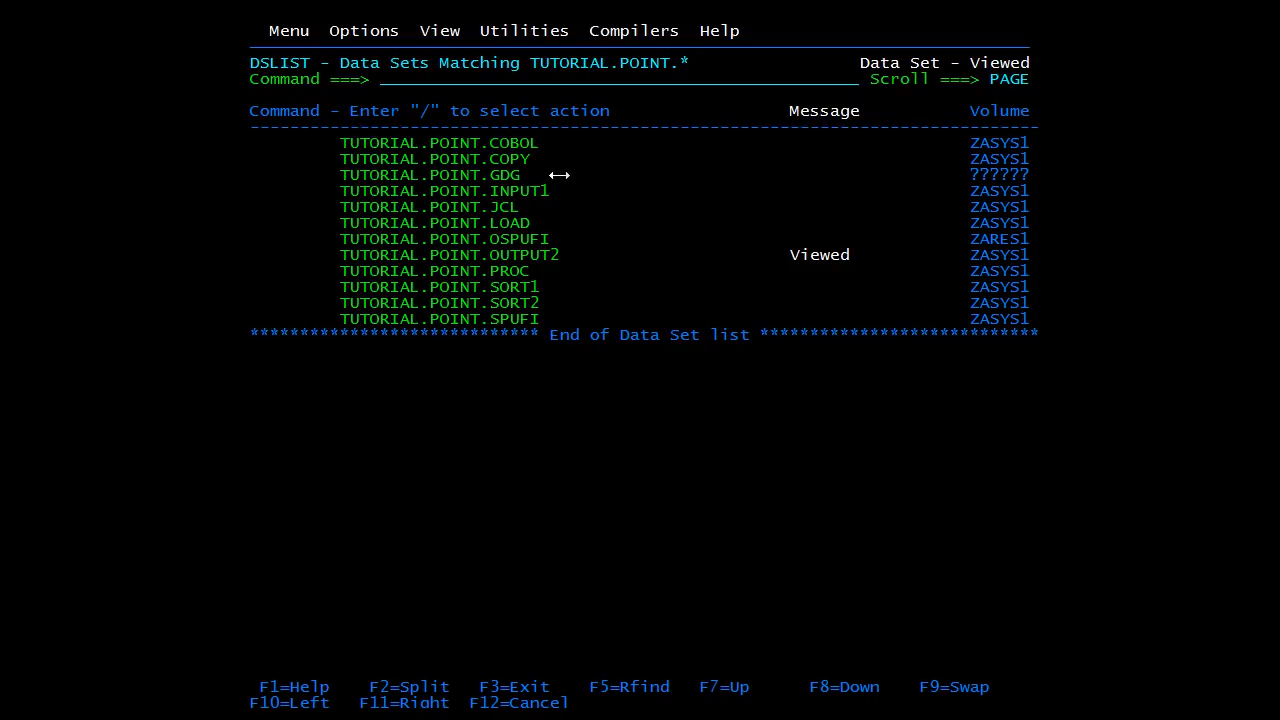 Menu Options View Utilities Compilers Help
DSLIST - Data Sets Matching TUTORIAL.POINT.* Data Set - Viewed
Command ===> Scroll ===> PAGE
Command - Enter "/" to select action Message Volume
-------------------------------------------------------------------------------
TUTORIAL.POINT.COBOL ZASYS1
TUTORIAL.POINT.COPY ZASYS1
TUTORIAL.POINT.GDG ??????
TUTORIAL.POINT.INPUT1 ZASYS1
TUTORIAL.POINT.JCL ZASYS1
TUTORIAL.POINT.LOAD ZASYS1
TUTORIAL.POINT.OSPUFI ZARES1
TUTORIAL.POINT.OUTPUT2 Viewed ZASYS1
TUTORIAL.POINT.PROC ZASYS1
TUTORIAL.POINT.SORT1 ZASYS1
TUTORIAL.POINT.SORT2 ZASYS1
TUTORIAL.POINT.SPUFI ZASYS1
***************************** End of Data Set list ****************************
F1=Help F2=Split F3=Exit F5=Rfind F7=Up F8=Down F9=Swap
F10=Left F11=Right F12=Cancel